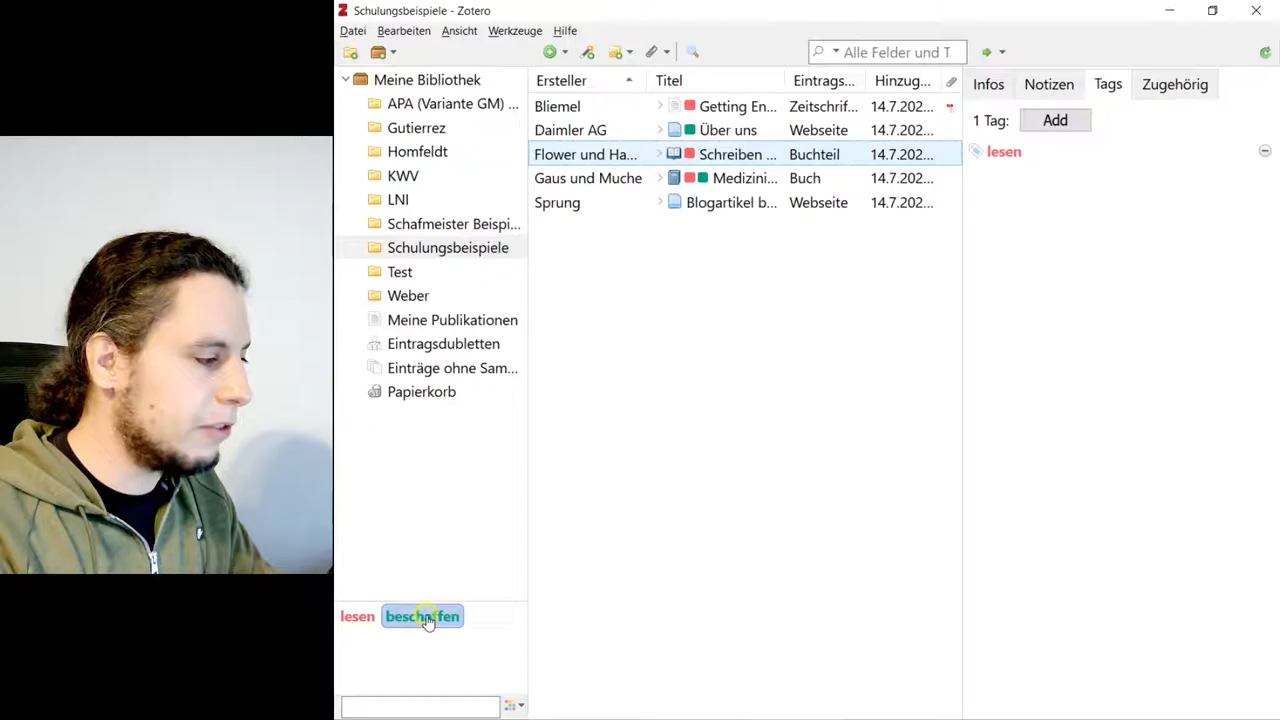 Schulungsbeispiele - Zotero
Datei Bearbeiten Ansicht Werkzeuge Hilfe
Alle Felder und T
Meine Bibliothek
APA (Variante GM) ...
Gutierrez
Homfeldt
KWV
LNI
Schafmeister Beispi...
Schulungsbeispiele
Test
Weber
Meine Publikationen
Eintragsdubletten
Einträge ohne Sam...
Papierkorb
lesen beschaffen
Ersteller Titel Eintrags... Hinzug...
Bliemel Getting En... Zeitschrif... 14.7.202...
Daimler AG Über uns Webseite 14.7.202...
Flower und Ha... Schreiben ... Buchteil 14.7.202...
Gaus und Muche Medizini... Buch 14.7.202...
Sprung Blogartikel b... Webseite 14.7.202...
Infos Notizen Tags Zugehörig
1 Tag: Add
lesen